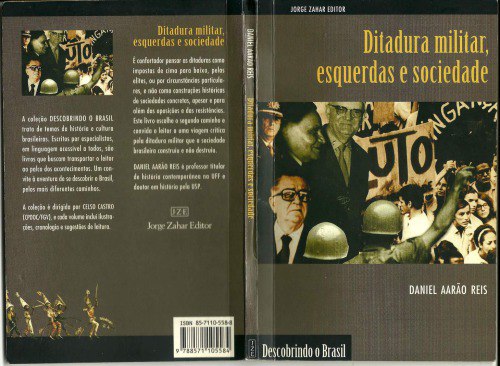 A coleção DESCOBRINDO O BRASIL
trata de temas da história e cultura
brasileiras. Escritos por especialistas,
em linguagem acessível a todos, são
livros que buscam transportar o leitor
ao palco dos acontecimentos. Um con-
vite à aventura de se descobrir o Brasil,
pelos mais diferentes caminhos.
A coleção é dirigida por CELSO CASTRO
(CPDOC/FGV), e cada volume inclui ilustra-
ções, cronologia e sugestões de leitura.
Ditadura militar,
esquerdas e sociedade
É confortador pensar as ditaduras como
impostas de cima para baixo, pelas
elites, ou por circunstâncias particula-
res, e não como construções históricas
de sociedades concretas, apesar e para
além das oposições e das resistências.
Este livro escolhe o segundo caminho e
convida o leitor a uma viagem crítica
pela ditadura militar que a sociedade
brasileira construiu e não destruiu.
DANIEL AARÃO REIS é professor titular
de história contemporânea na UFF e
doutor em história pela USP.
JZE
Jorge Zahar Editor
ISBN 85-7110-558-8
9 788571 105584
DANIEL AARÃO REIS
Ditadura militar, esquerdas e sociedade
JZE
JORGE ZAHAR EDITOR
Ditadura militar,
esquerdas e sociedade
UTO
DANIEL AARÃO REIS
Descobrindo o Brasil